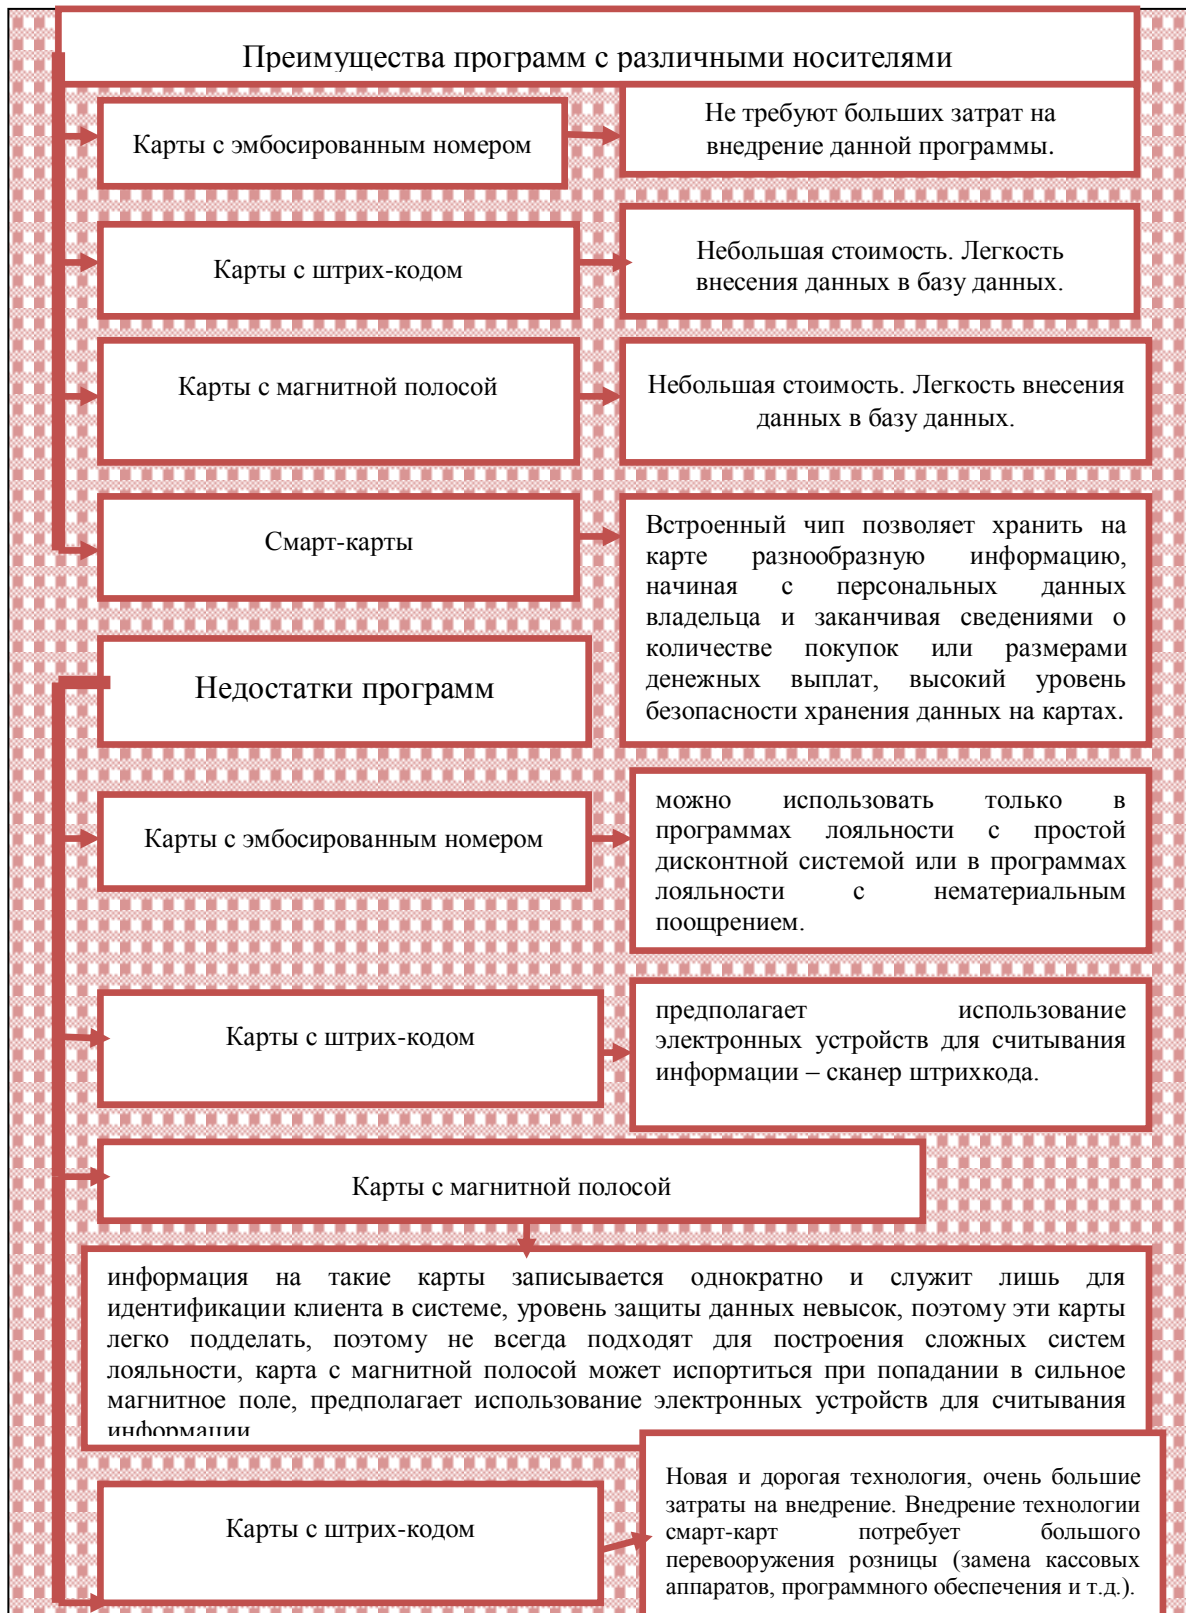 Преимущества программ с различными носителями
Карты с эмбосированным номером
Не требуют больших затрат на
внедрение данной программы.
Карты с штрих-кодом
Небольшая стоимость. Легкость
внесения данных в базу данных.
Карты с магнитной полосой
Небольшая стоимость. Легкость внесения
данных в базу данных.
Смарт-карты
Встроенный чип позволяет хранить на
карте разнообразную информацию,
начиная с персональных данных
владельца и заканчивая сведениями о
количестве покупок или размерами
денежных выплат, высокий уровень
безопасности хранения данных на картах.
Недостатки программ
Карты с эмбосированным номером
можно использовать только в
программах лояльности с простой
дисконтной системой или в программах
лояльности с нематериальным
поощрением.
Карты с штрих-кодом
предполагает использование
электронных устройств для считывания
информации – сканер штрихкода.
Карты с магнитной полосой
информация на такие карты записывается однократно и служит лишь для
идентификации клиента в системе, уровень защиты данных невысок, поэтому эти карты
легко подделать, поэтому не всегда подходят для построения сложных систем
лояльности, карта с магнитной полосой может испортиться при попадании в сильное
магнитное поле, предполагает использование электронных устройств для считывания
информации
Карты с штрих-кодом
Новая и дорогая технология, очень большие
затраты на внедрение. Внедрение технологии
смарт-карт потребует большого
перевооружения розницы (замена кассовых
аппаратов, программного обеспечения и т.д.).